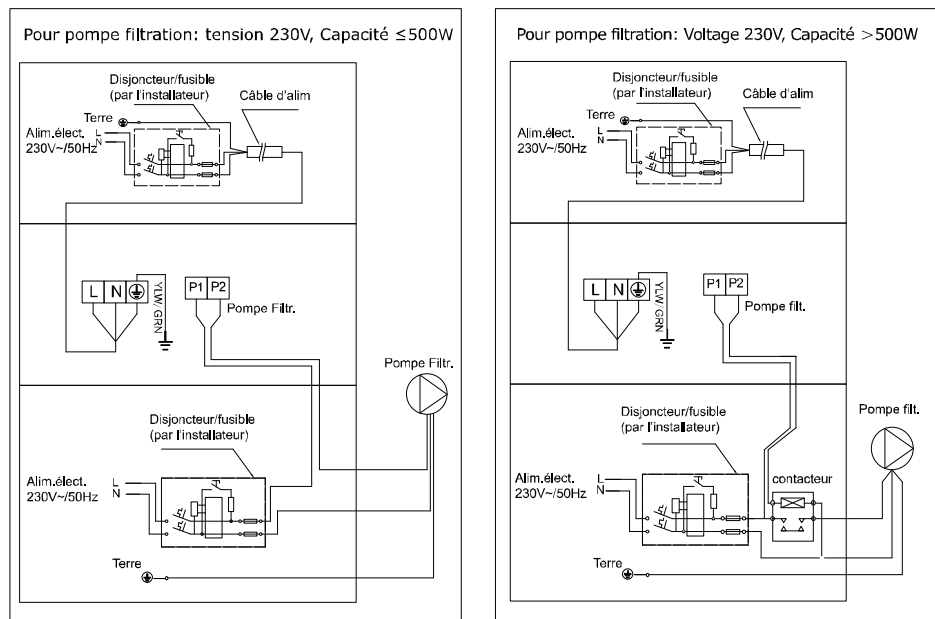 Pour pompe filtration: tension 230V, Capacité ≤500W
Disjoncteur/fusible
(par l'installateur)
Câble d'alim
Terre
Alim.élect.
230V~/50Hz
L
N
L N
YLW/GRN
P1 P2
Pompe Filtr.
Pompe Filtr.
Disjoncteur/fusible
(par l'installateur)
Alim.élect.
230V~/50Hz
L
N
Terre
Pour pompe filtration: Voltage 230V, Capacité >500W
Disjoncteur/fusible
(par l'installateur)
Câble d'alim
Terre
Alim.élect.
230V~/50Hz
L
N
L N
YLW/GRN
P1 P2
Pompe filt.
Pompe filt.
Disjoncteur/fusible
(par l'installateur)
contacteur
Alim.élect.
230V~/50Hz
L
N
Terre